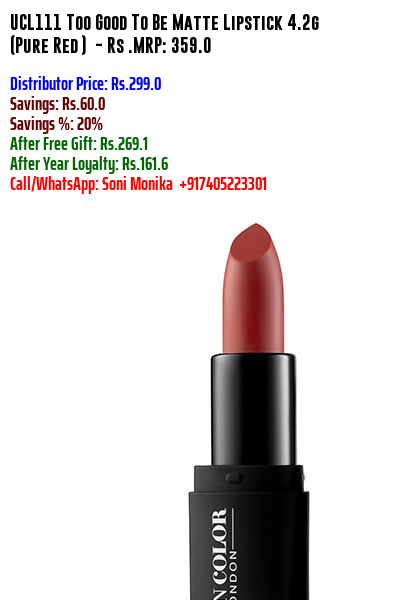 UCL111 Too Good To Be Matte Lipstick 4.2g
(Pure Red ) - Rs .MRP: 359.0
Distributor Price: Rs.299.0
Savings: Rs.60.0
Savings %: 20%
After Free Gift: Rs.269.1
After Year Loyalty: Rs.161.6
Call/WhatsApp: Soni Monika +917405223301
N COLOR
ONDON